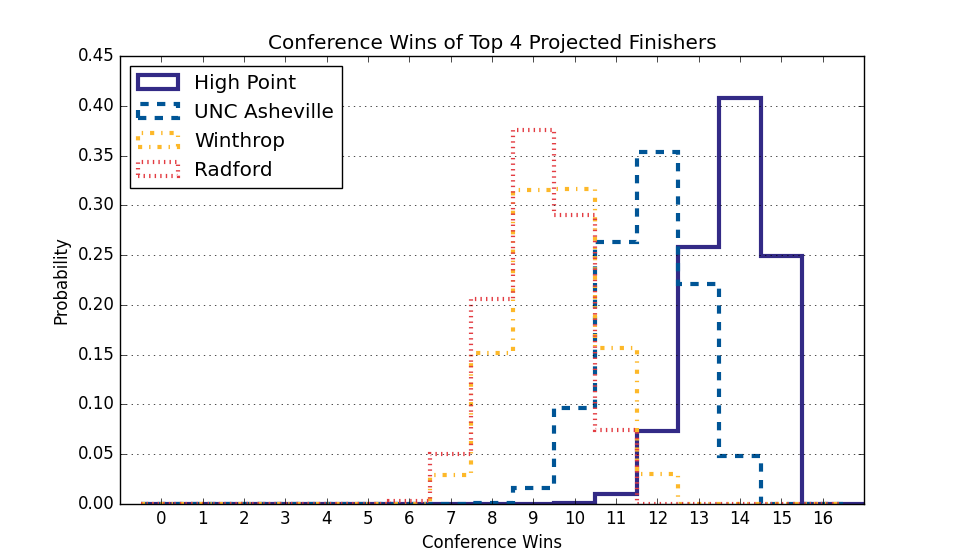 Conference Wins of Top 4 Projected Finishers
0.45
0.40
0.35
0.30
0.25
0.20
0.15
0.10
0.05
0.00
Probability
High Point
UNC Asheville
Winthrop
Radford
0 1 2 3 4 5 6 7 8 9 10 11 12 13 14 15 16
Conference Wins